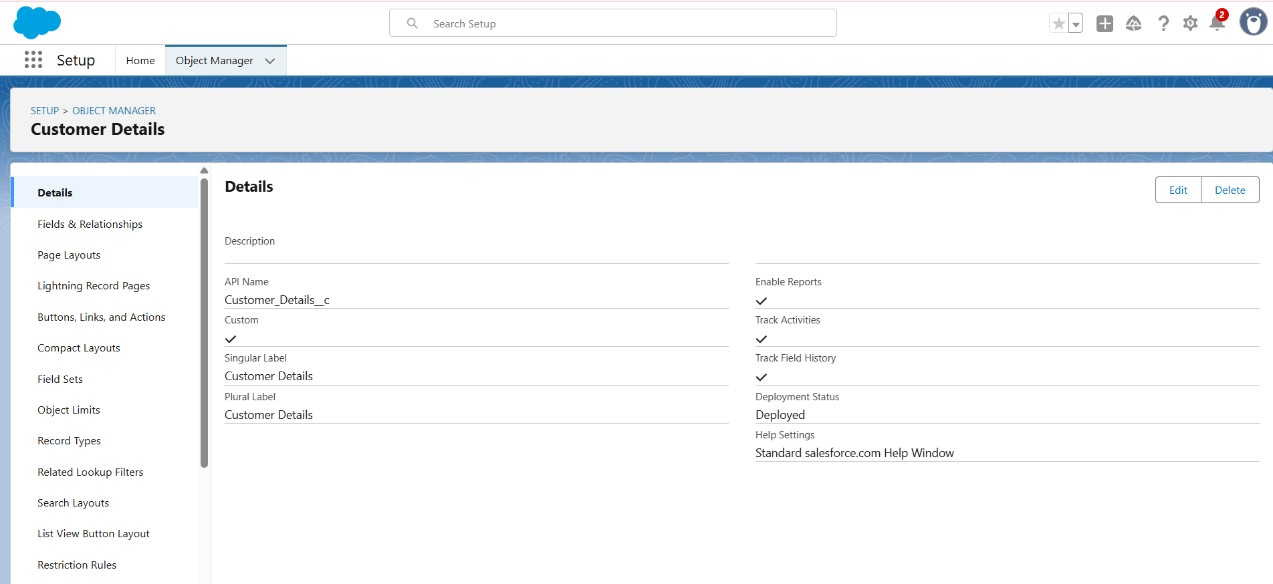 Search Setup
2
Setup
Home
Object Manager
SETUP > OBJECT MANAGER
Customer Details
Details
Fields & Relationships
Page Layouts
Lightning Record Pages
Buttons, Links, and Actions
Compact Layouts
Field Sets
Object Limits
Record Types
Related Lookup Filters
Search Layouts
List View Button Layout
Restriction Rules
Details
Edit
Delete
Description
API Name
Customer_Details__c
Custom
Singular Label
Customer Details
Plural Label
Customer Details
Enable Reports
Track Activities
Track Field History
Deployment Status
Deployed
Help Settings
Standard salesforce.com Help Window